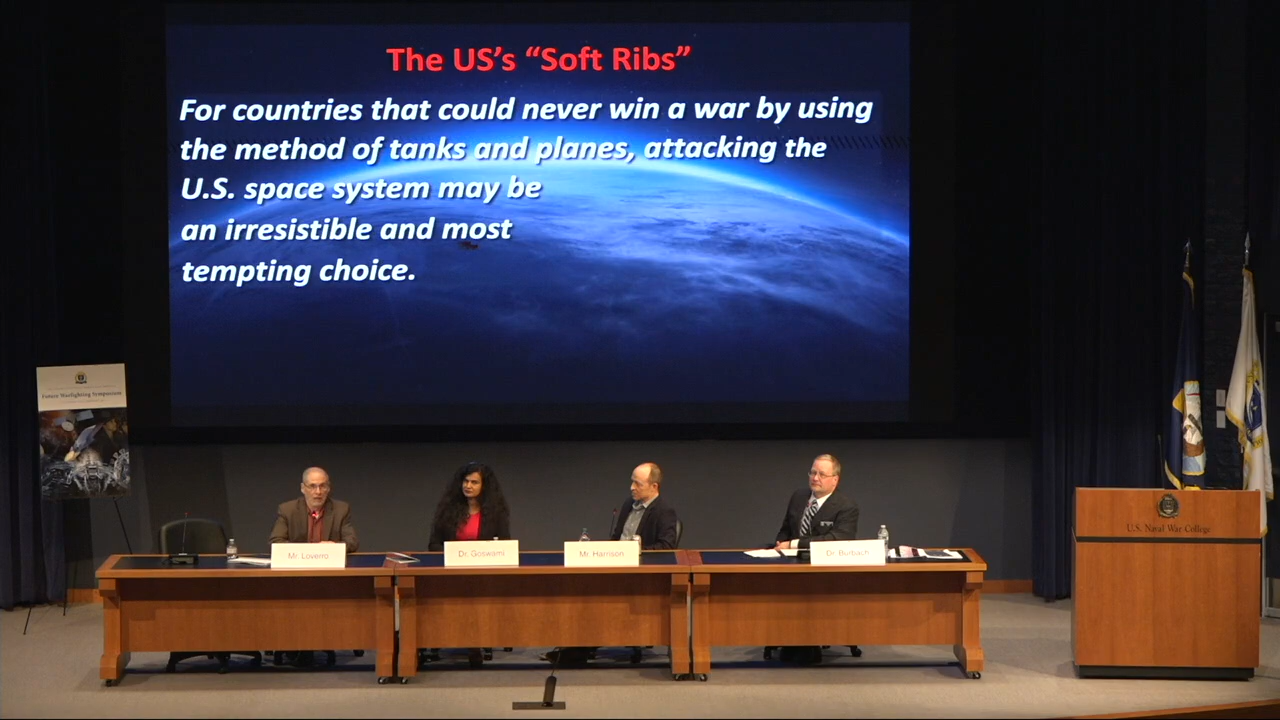 The US's “Soft Ribs”
For countries that could never win a war by using
the method of tanks and planes, attacking the
U.S. space system may be
an irresistible and most
tempting choice.
Future Warfighting Symposium
Mr. Loverro
Dr. Goswami
Mr. Harrison
Dr. Burbach
U.S. Naval War College